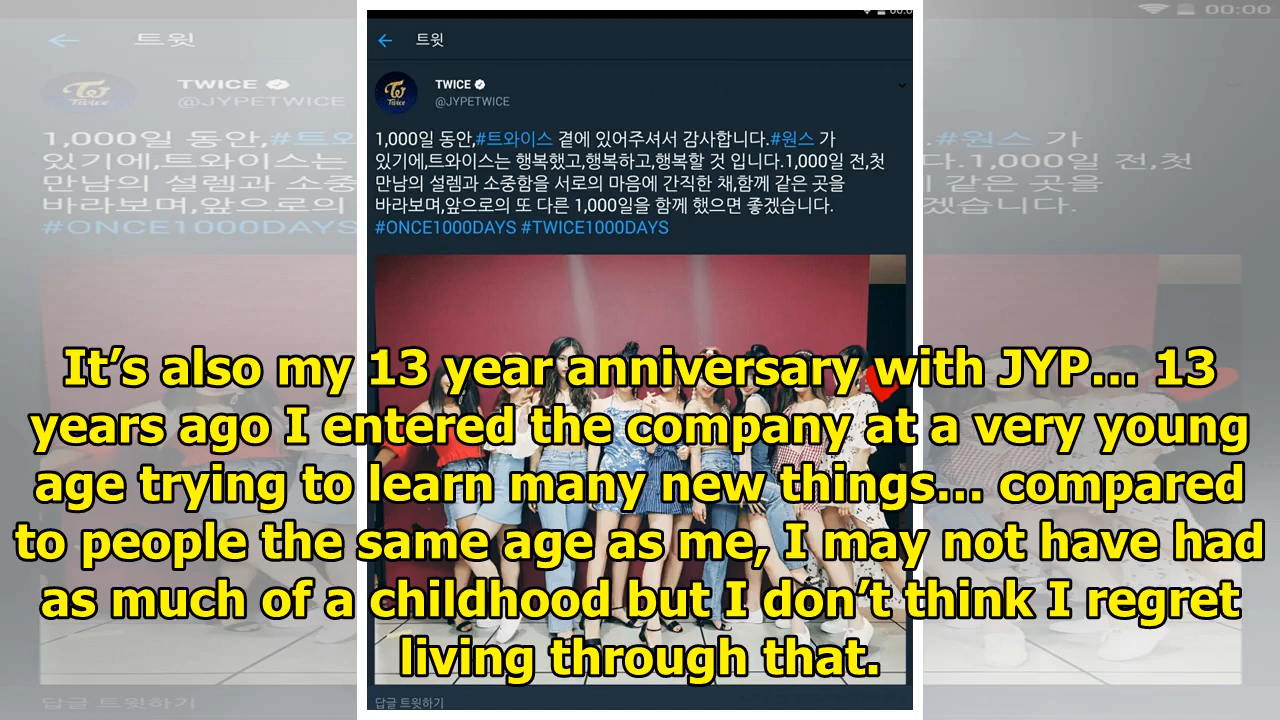 00:00
트윗
TWICE
@JYPETWICE
1,000일 동안,#트와이스 곁에 있어주셔서 감사합니다.#원스 가
있기에,트와이스는 행복했고,행복하고,행복할 것 입니다.1,000일 전,첫
만남의 설렘과 소중함을 서로의 마음에 간직한 채,함께 같은 곳을
바라보며,앞으로의 또 다른 1,000일을 함께 했으면 좋겠습니다.
#ONCE1000DAYS #TWICE1000DAYS
It’s also my 13 year anniversary with JYP... 13
years ago I entered the company at a very young
age trying to learn many new things... compared
to people the same age as me, I may not have had
as much of a childhood but I don’t think I regret
living through that.
답글 트윗하기